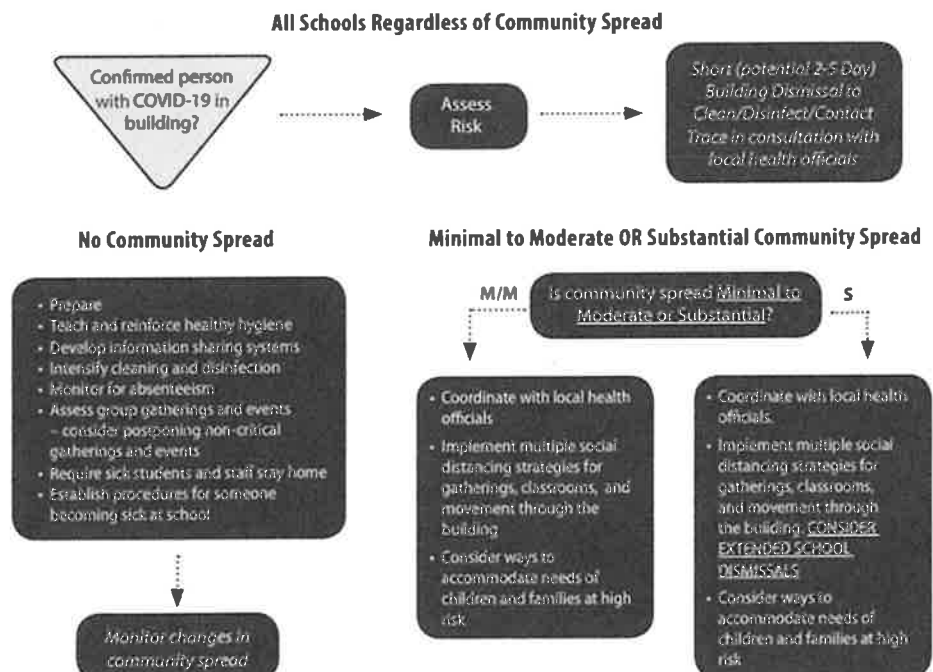 All Schools Regardless of Community Spread
Confirmed person
with COVID-19 in
building?
Assess
Risk
Short (potential 2-5 Day)
Building Dismissal to
Clean/Disinfect/Contact
Trace in consultation with
local health officials
No Community Spread
• Prepare
• Teach and reinforce healthy hygiene
• Develop information sharing systems
• Intensify cleaning and disinfection
• Monitor for absenteeism
• Assess group gatherings and events
– consider postponing non-critical
gatherings and events
• Require sick students and staff stay home
• Establish procedures for someone
becoming sick at school
Monitor changes in
community spread
Minimal to Moderate OR Substantial Community Spread
M/M
Is community spread Minimal to
Moderate or Substantial?
S
• Coordinate with local health
officials
• Implement multiple social
distancing strategies for
gatherings, classrooms, and
movement through the
building
• Consider ways to
accommodate needs of
children and families at high
risk
• Coordinate with local health
officials.
• Implement multiple social
distancing strategies for
gatherings, classrooms,
and movement through
the building. CONSIDER
EXTENDED SCHOOL
DISMISSALS
• Consider ways to
accommodate needs of
children and families at high
risk